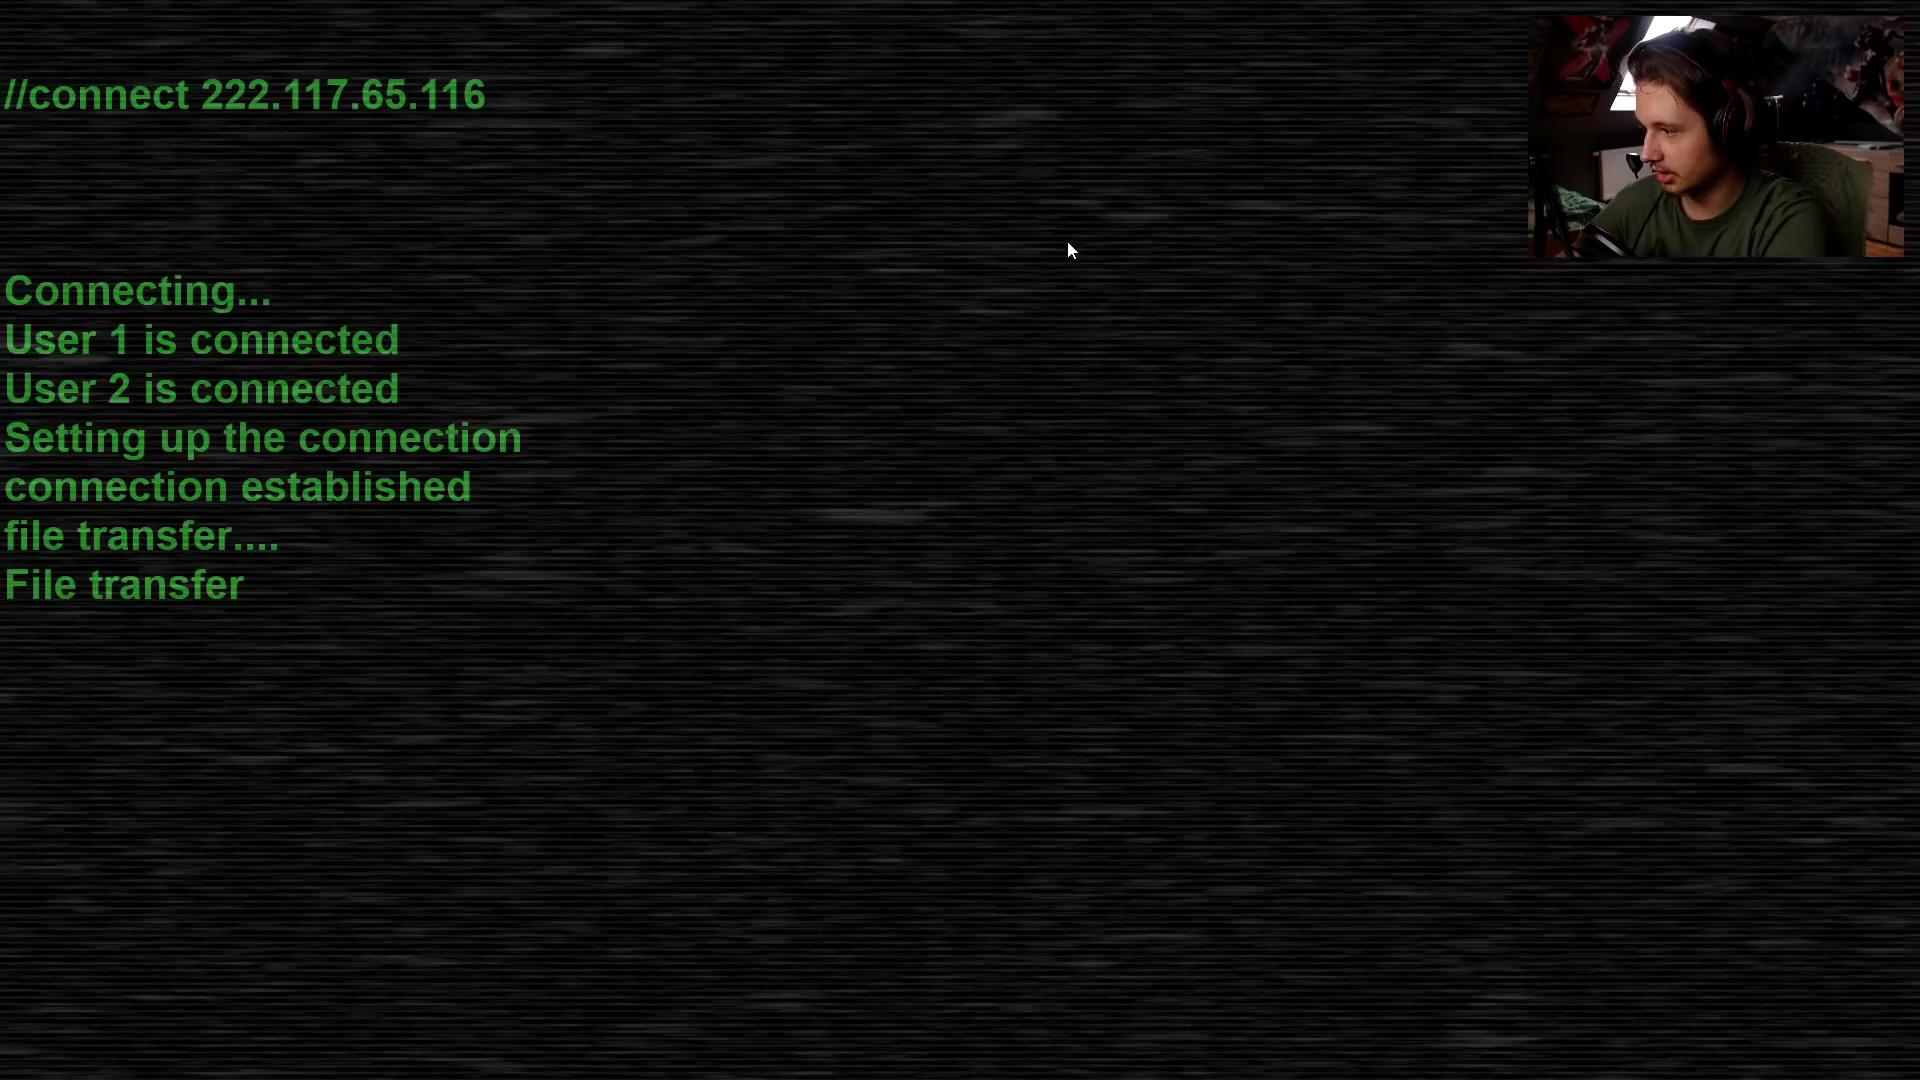 //connect 222.117.65.116
Connecting...
User 1 is connected
User 2 is connected
Setting up the connection
connection established
file transfer....
File transfer